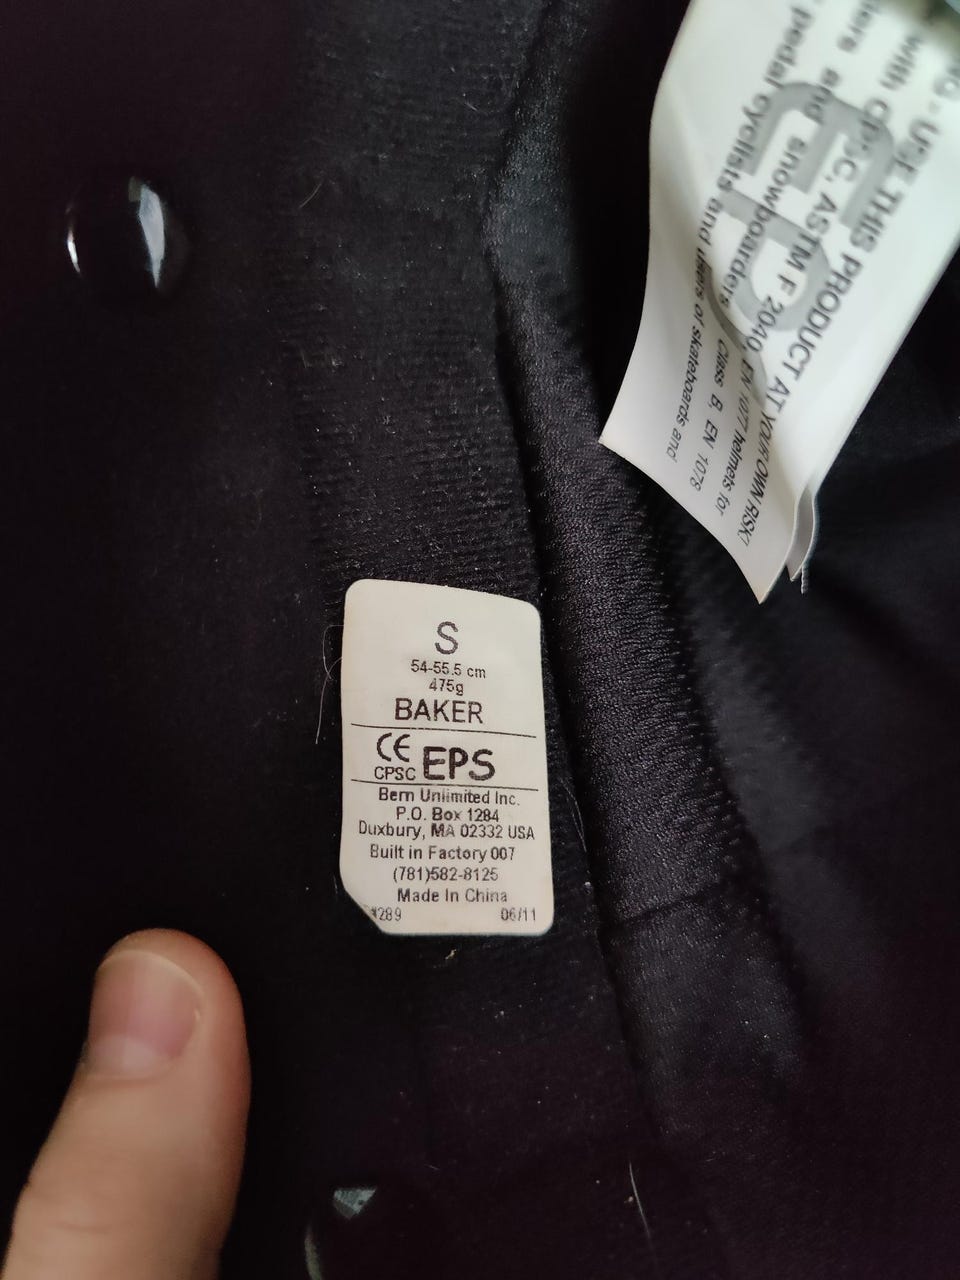 S
54-55.5 cm
475g
BAKER
CE
CPSC EPS
Bern Unlimited Inc.
P.O. Box 1284
Duxbury, MA 02332 USA
Built in Factory 007
(781)582-8125
Made In China
289 06/11
USE THIS PRODUCT AT YOUR OWN RISK!
with CPSC, ASTM F 2040, EN 1077 helmets for
and snowboarders Class B, EN 1078
pedal cyclists and users of skateboards and